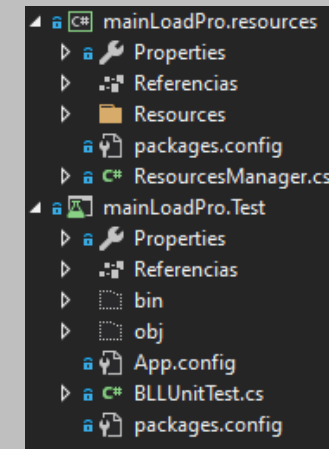 C# mainLoadPro.resources
Properties
Referencias
Resources
packages.config
C# ResourcesManager.cs
mainLoadPro.Test
Properties
Referencias
bin
obj
App.config
C# BLLUnitTest.cs
packages.config